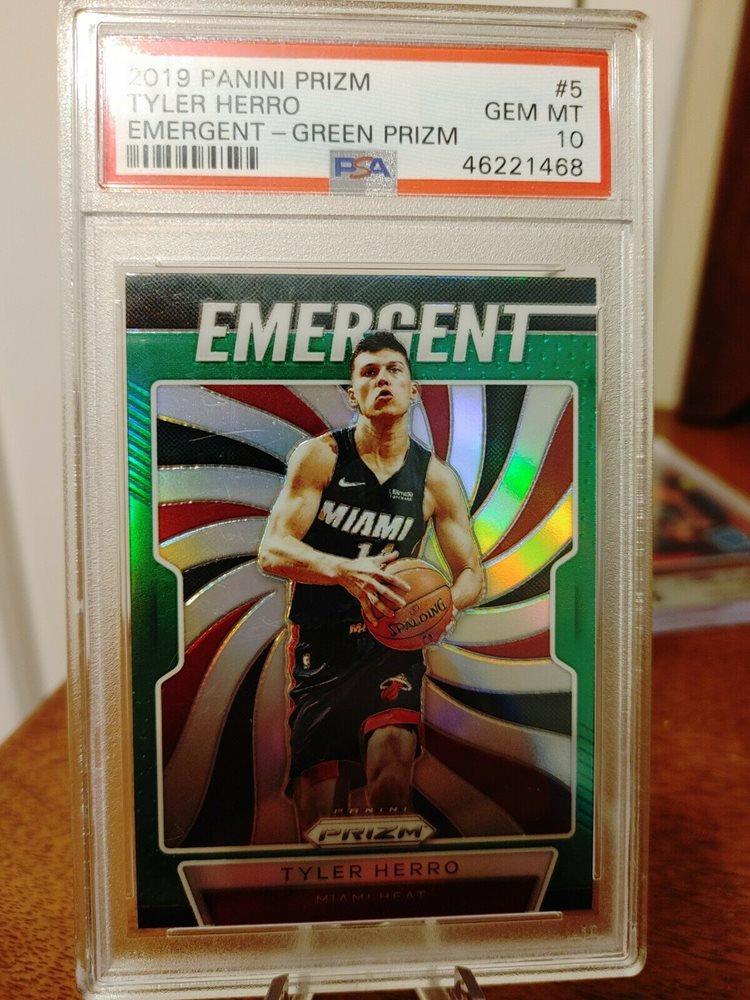 2019 PANINI PRIZM #5
TYLER HERRO GEM MT
EMERGENT – GREEN PRIZM 10
PSA 46221468
EMERGENT
MIAMI
SPALDING
PANINI
PRIZM
TYLER HERRO
MIAMI HEAT